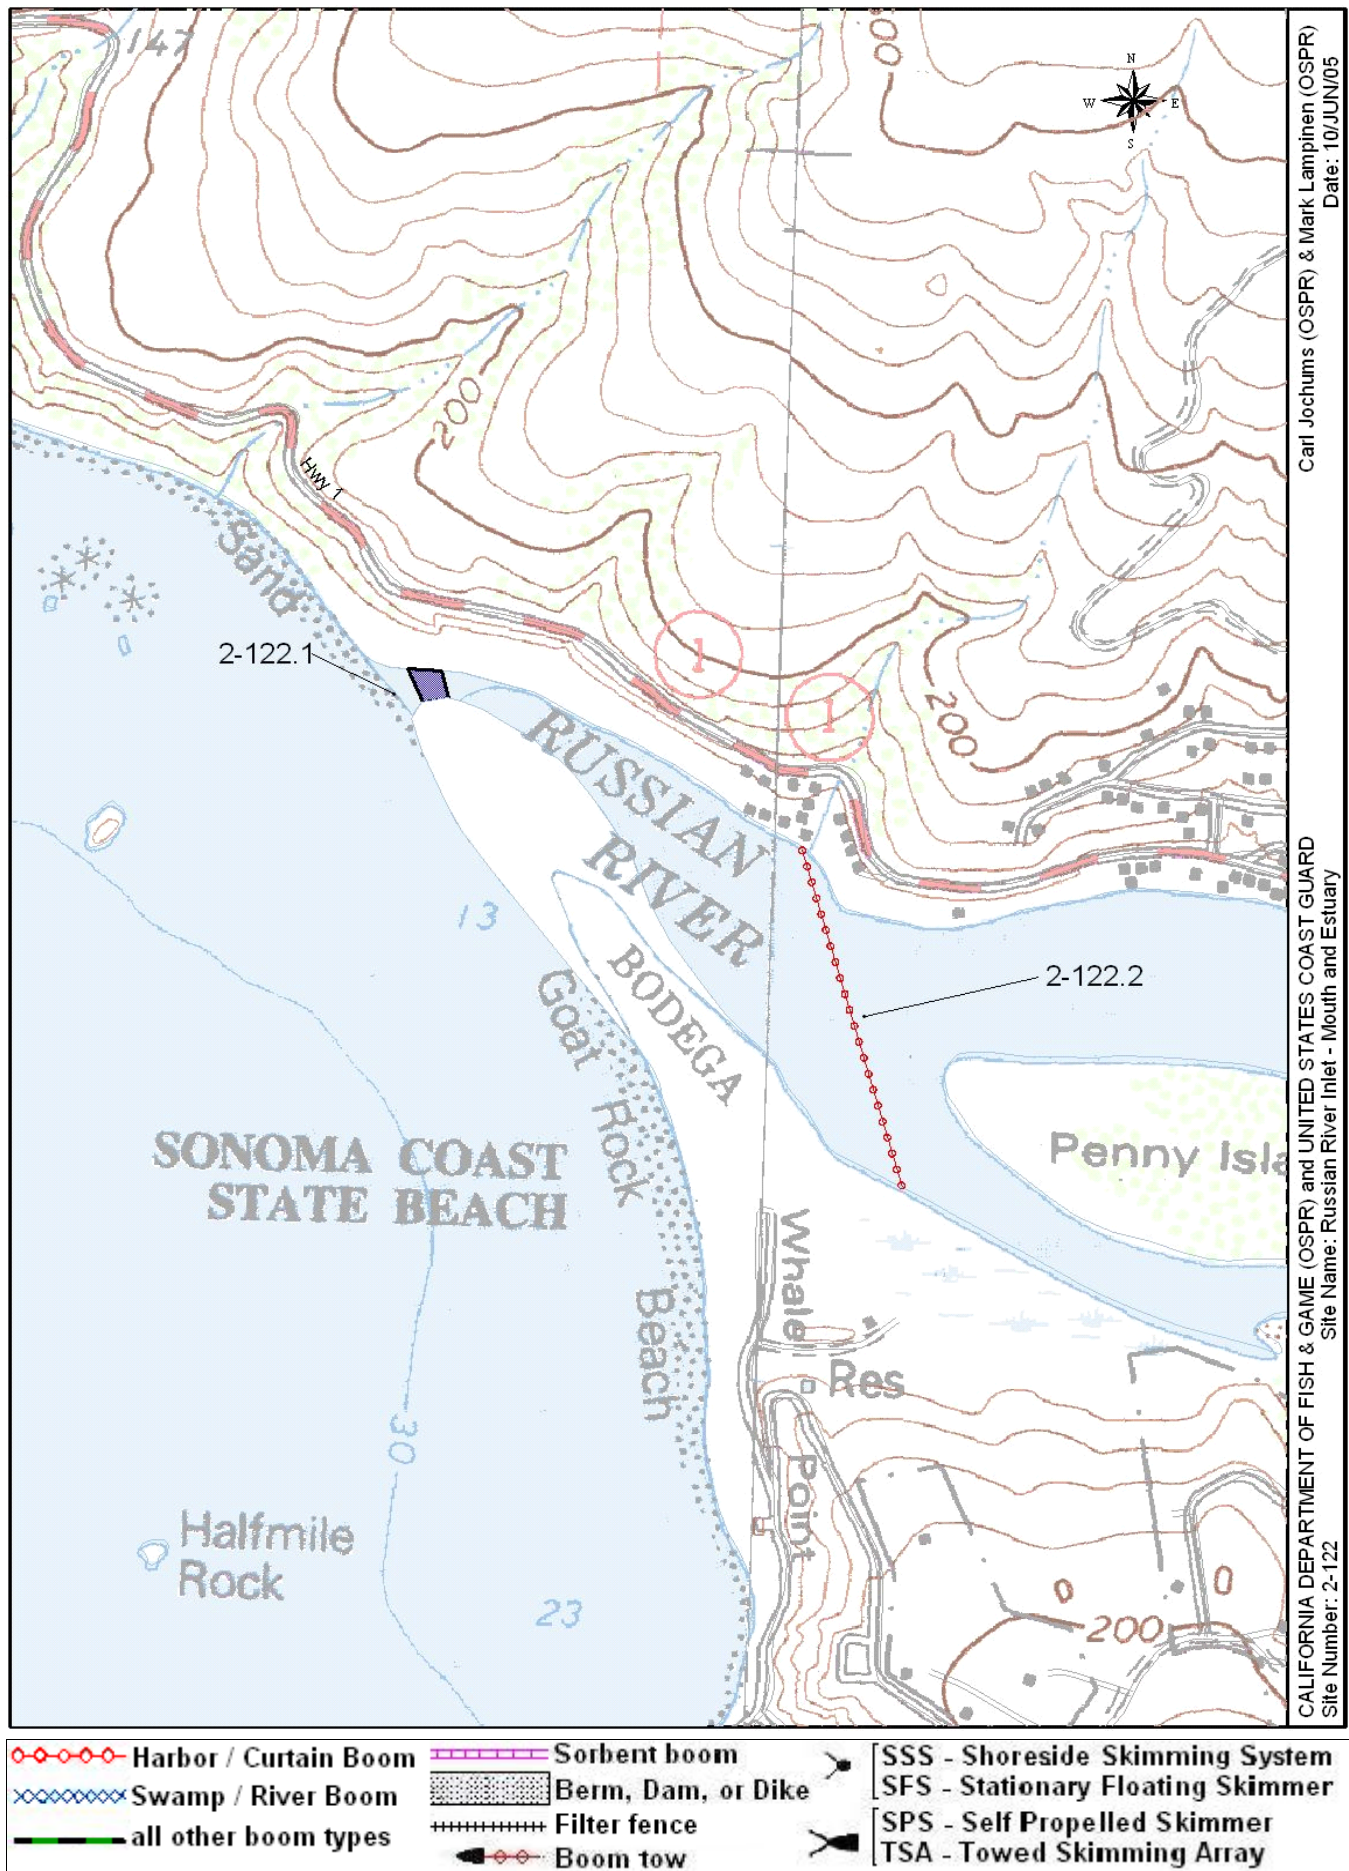 147
00
N
W E
S
200
Hwy 1
Sand
2-122.1
1
1
200
RUSSIAN
RIVER
13
BODEGA
2-122.2
Goat
Rock
Beach
Penny Isla
SONOMA COAST
STATE BEACH
Whale
Point
Res
30
Halfmile
Rock
23
0
0
200
Carl Jochums (OSPR) & Mark Lampinen (OSPR)
Date: 10/JUN/05
CALIFORNIA DEPARTMENT OF FISH & GAME (OSPR) and UNITED STATES COAST GUARD
Site Number: 2-122 Site Name: Russian River Inlet - Mouth and Estuary
Harbor / Curtain Boom
Swamp / River Boom
all other boom types
Sorbent boom
Berm, Dam, or Dike
Filter fence
Boom tow
SSS - Shoreside Skimming System
SFS - Stationary Floating Skimmer
SPS - Self Propelled Skimmer
TSA - Towed Skimming Array